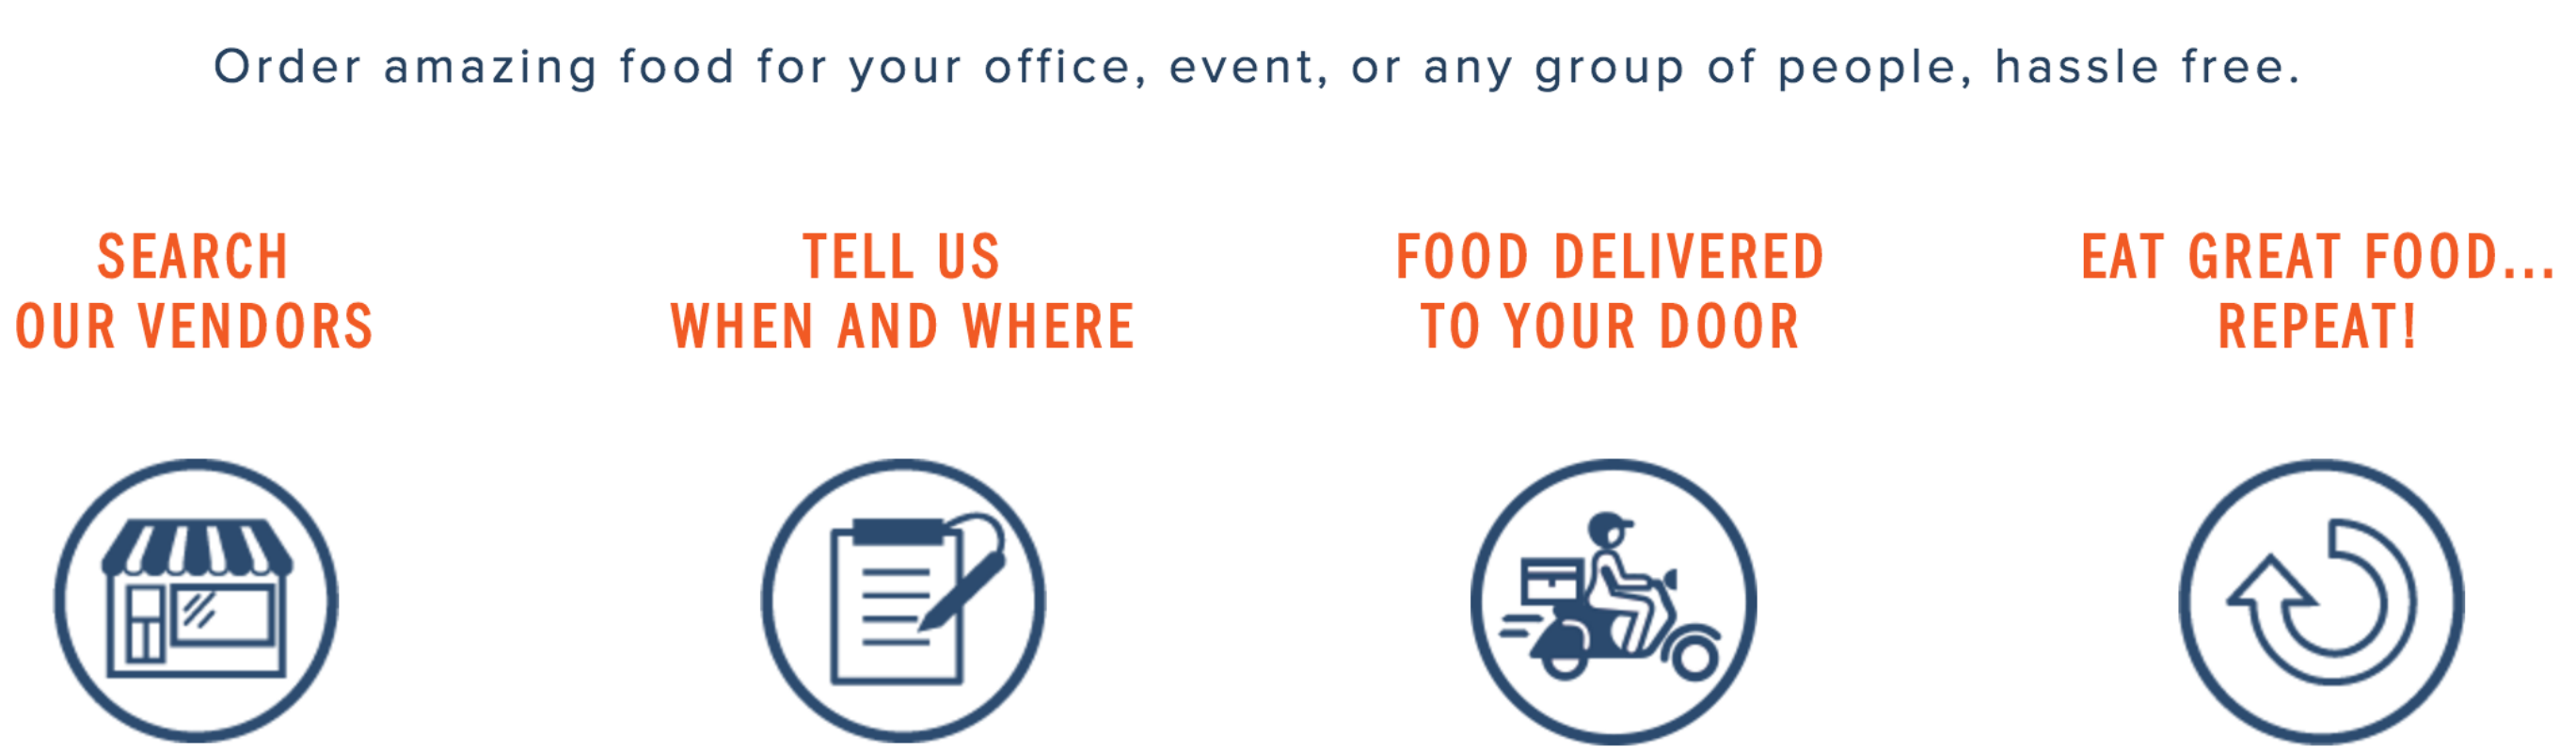 Order amazing food for your office, event, or any group of people, hassle free.
SEARCH
OUR VENDORS
TELL US
WHEN AND WHERE
FOOD DELIVERED
TO YOUR DOOR
EAT GREAT FOOD...
REPEAT!